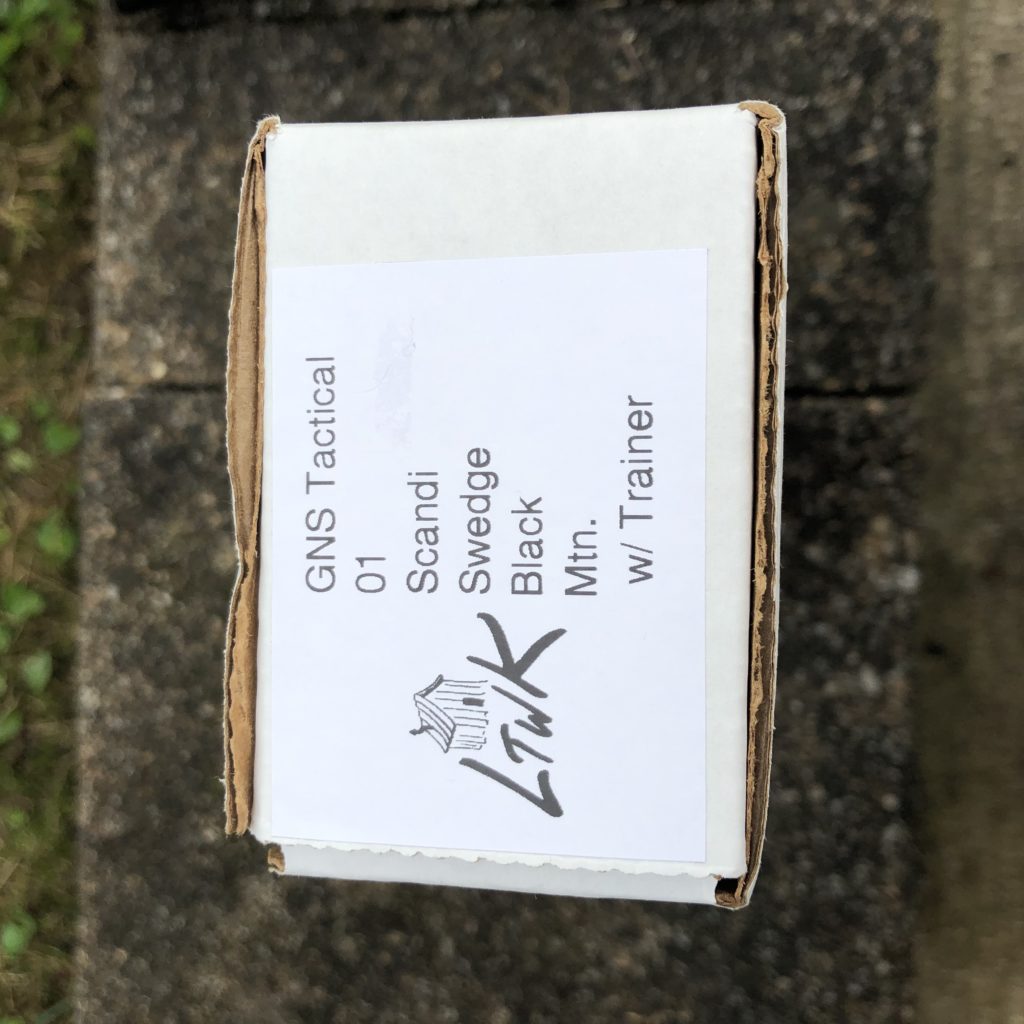 GNS Tactical
01
Scandi
Swedge
Black
Mtn.
w/ Trainer
LTWK